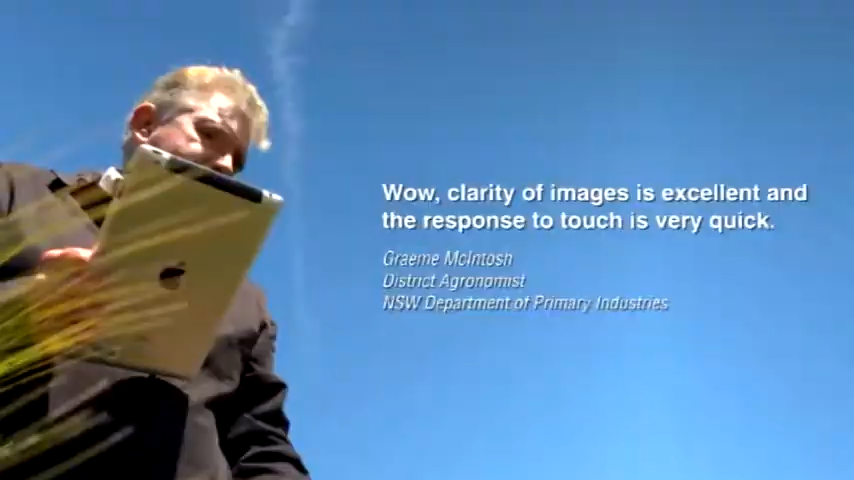 Wow, clarity of images is excellent and
the response to touch is very quick.
Graeme McIntosh
District Agronomist
NSW Department of Primary Industries